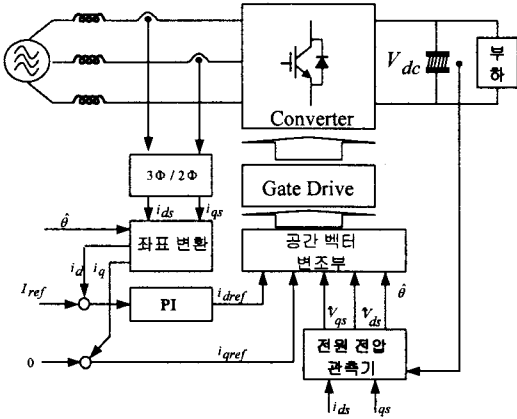 V_dc
부
하
Converter
3Φ / 2Φ
Gate Drive
i_ds
i_qs
θ̂
좌표 변환
공간 벡터
변조부
i_d
i_q
I_ref
PI
i_dref
V_qs
V_ds
θ̂
0
i_qref
전원 전압
관측기
i_ds
qs